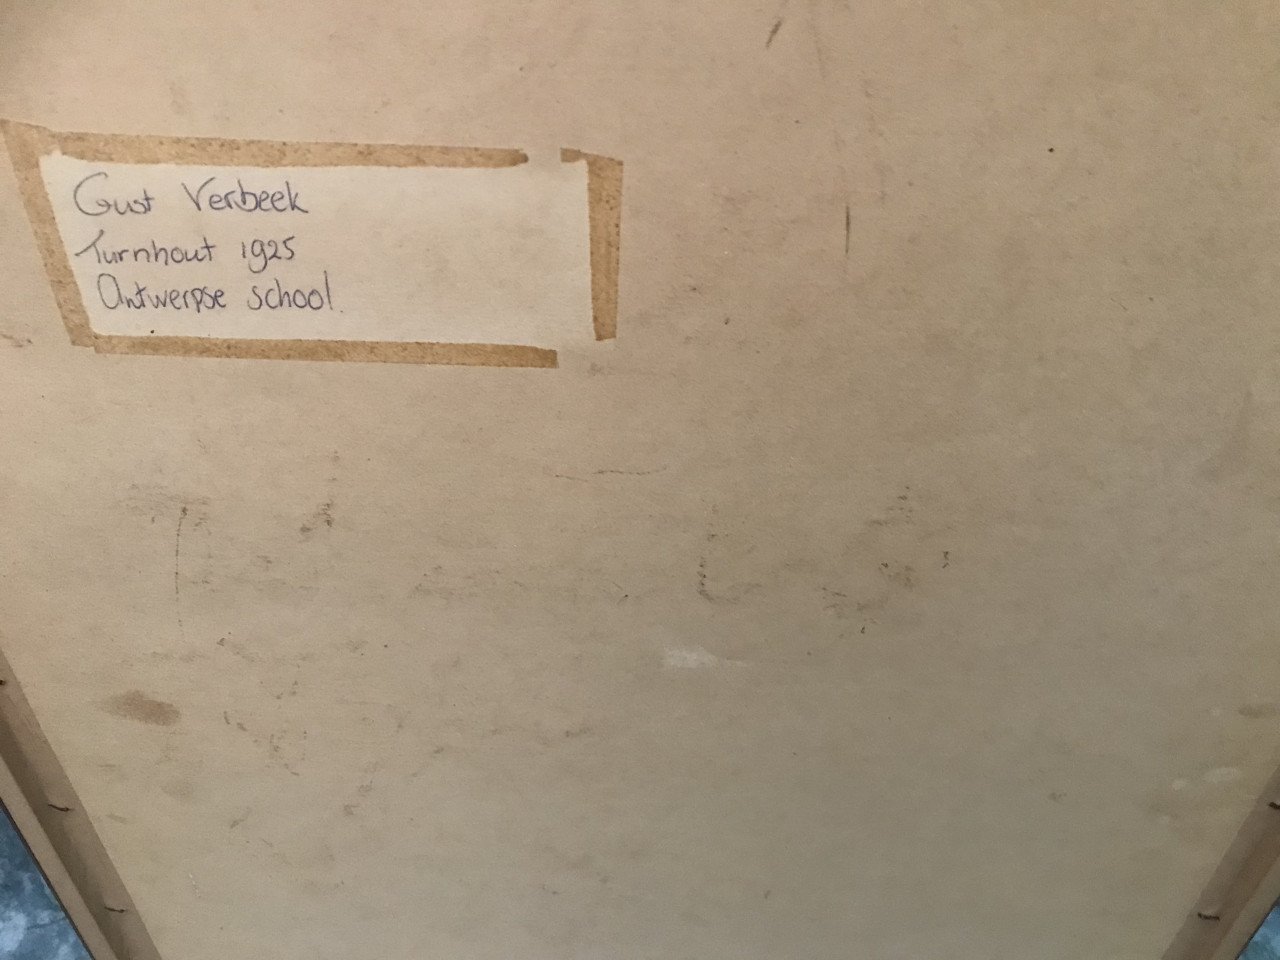 Gust Verbeek
Turnhout 1925
Antwerpse school.